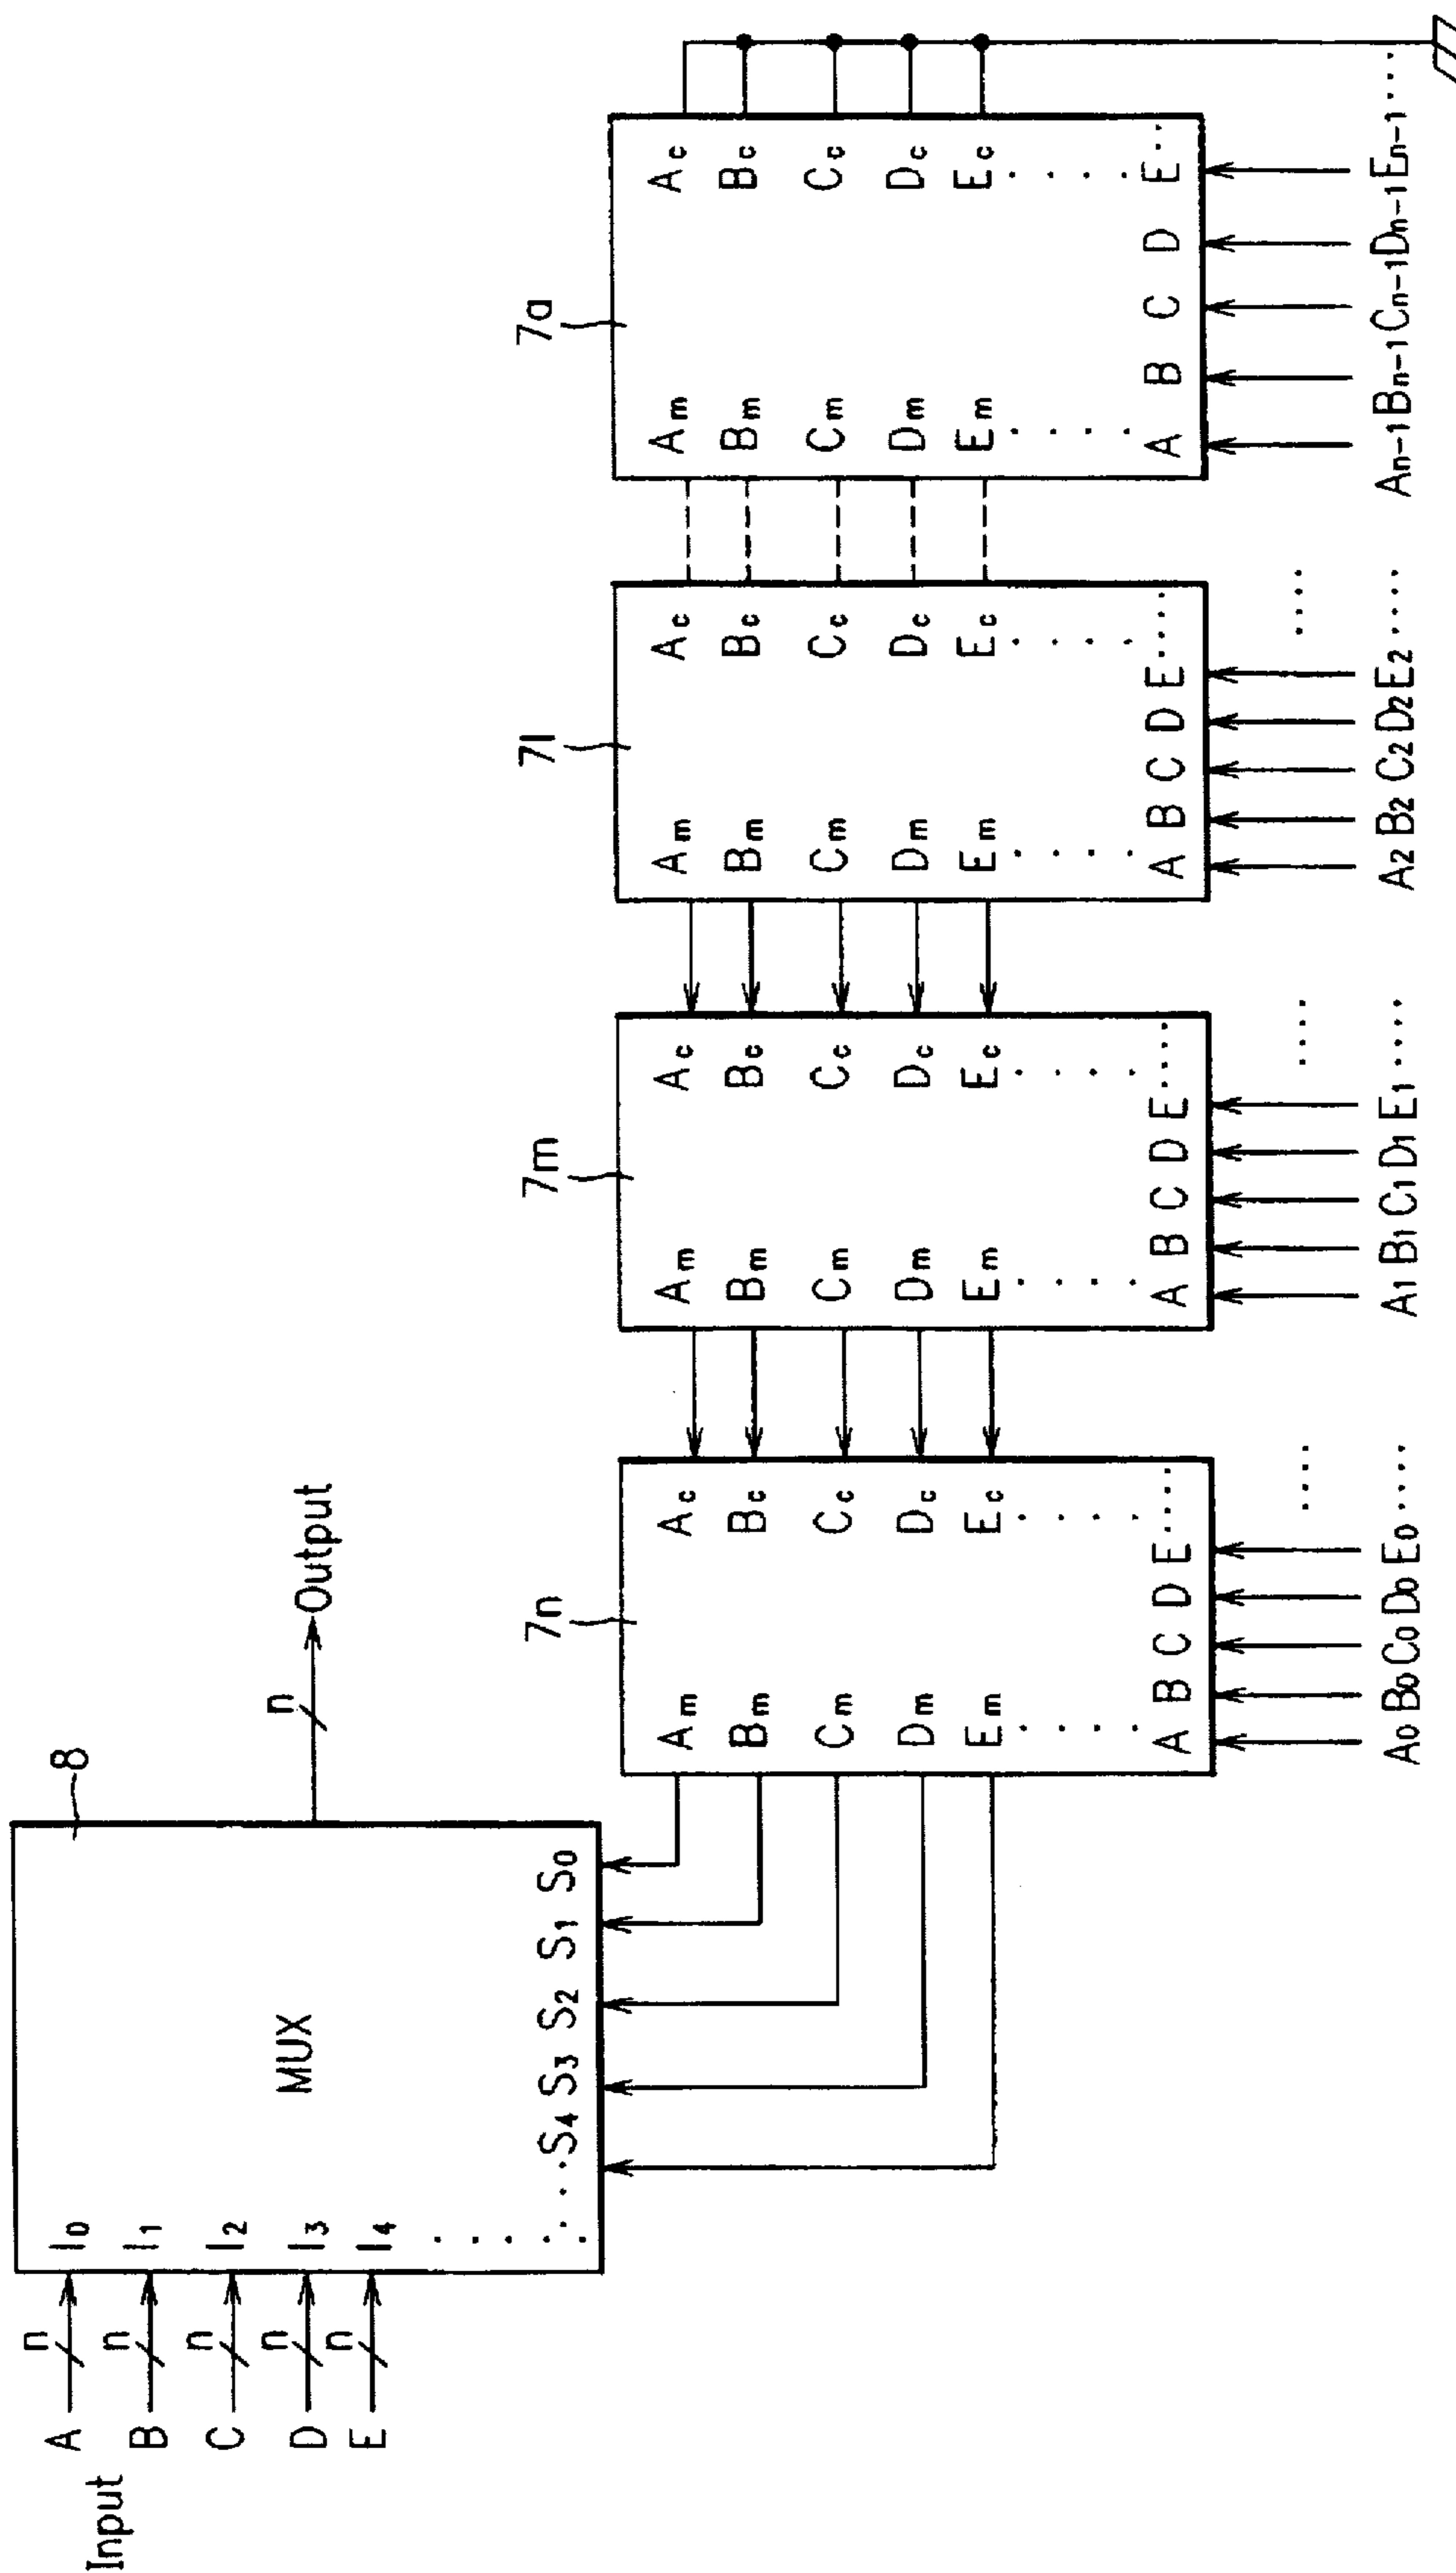 Input
A n I0
B n I1
C n I2
D n I3
E n I4
MUX
8
S4 S3 S2 S1 S0
n Output
7n
Am Ac
Bm Bc
Cm Cc
Dm Dc
Em Ec
A B C D E
A0 B0 C0 D0 E0
7m
Am Ac
Bm Bc
Cm Cc
Dm Dc
Em Ec
A B C D E
A1 B1 C1 D1 E1
7l
Am Ac
Bm Bc
Cm Cc
Dm Dc
Em Ec
A B C D E
A2 B2 C2 D2 E2
7a
Am Ac
Bm Bc
Cm Cc
Dm Dc
Em Ec
A B C D E
An-1 Bn-1 Cn-1 Dn-1 En-1